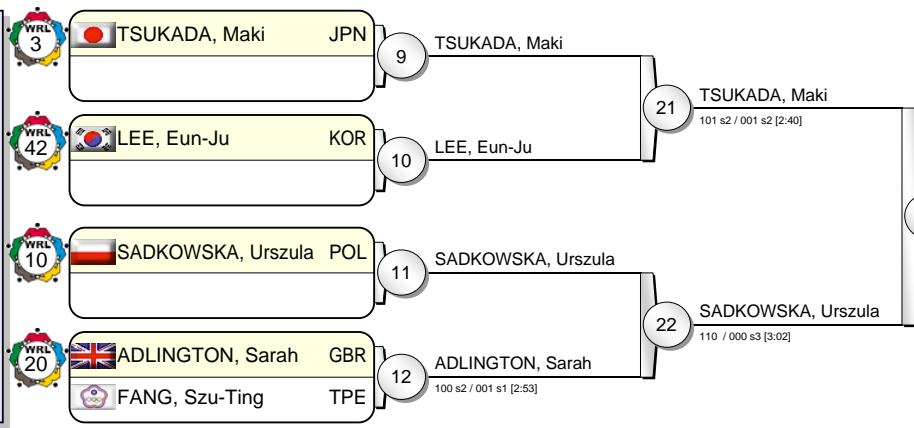 WRL
3
TSUKADA, Maki JPN
9
TSUKADA, Maki
21
TSUKADA, Maki
101 s2 / 001 s2 [2:40]
WRL
42
LEE, Eun-Ju KOR
10
LEE, Eun-Ju
WRL
10
SADKOWSKA, Urszula POL
11
SADKOWSKA, Urszula
22
SADKOWSKA, Urszula
110 / 000 s3 [3:02]
WRL
20
ADLINGTON, Sarah GBR
FANG, Szu-Ting TPE
12
ADLINGTON, Sarah
100 s2 / 001 s1 [2:53]